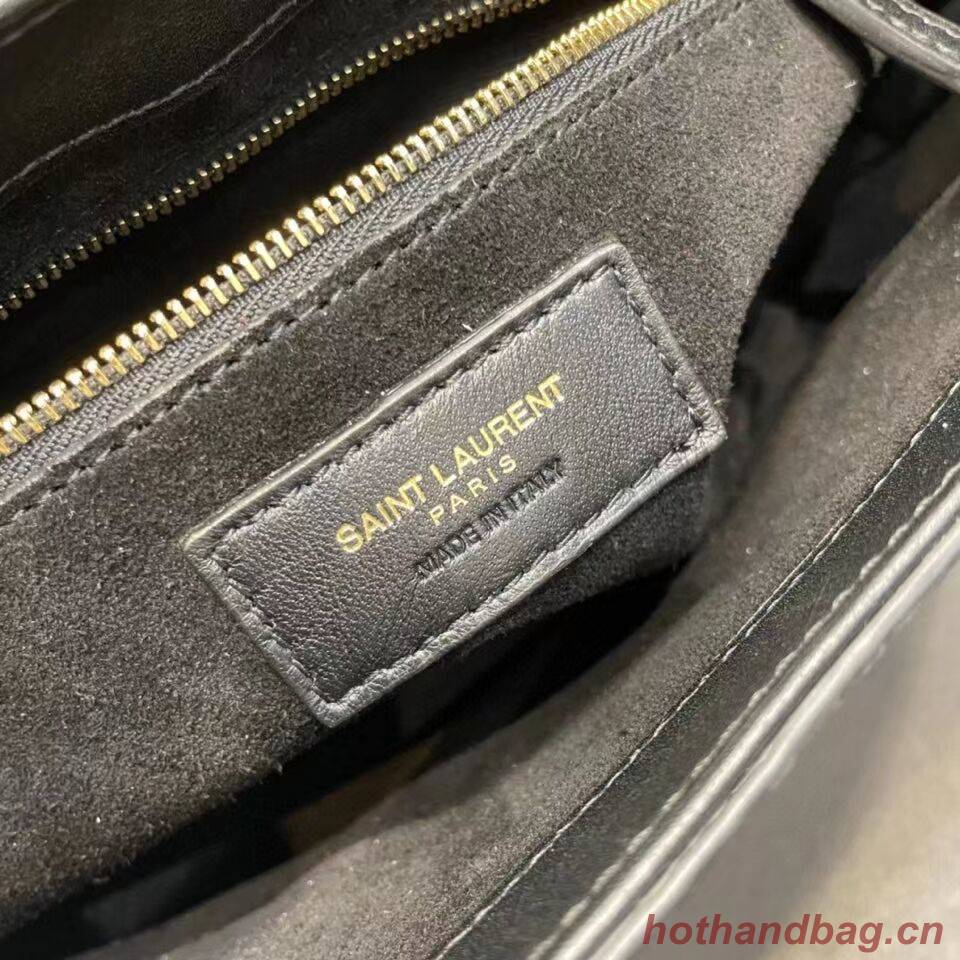 SAINT LAURENT
PARIS
MADE IN ITALY
hothandbag.cn